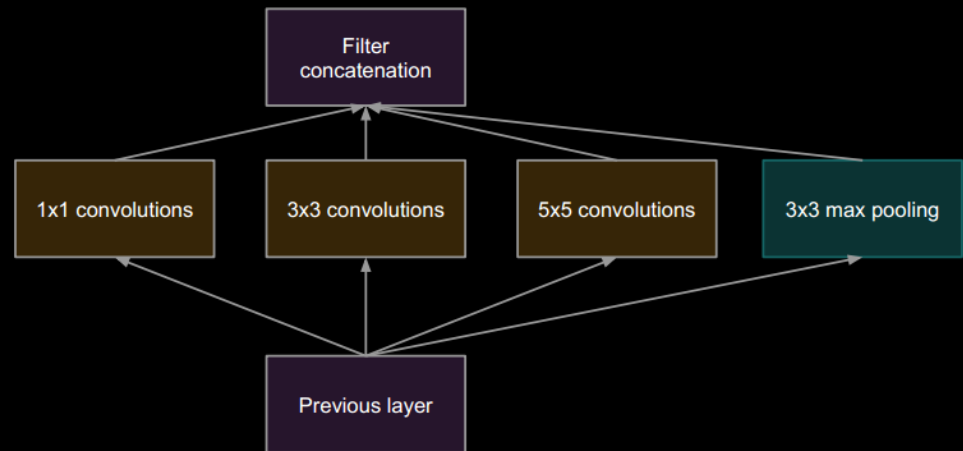 Filter
concatenation
1x1 convolutions
3x3 convolutions
5x5 convolutions
3x3 max pooling
Previous layer